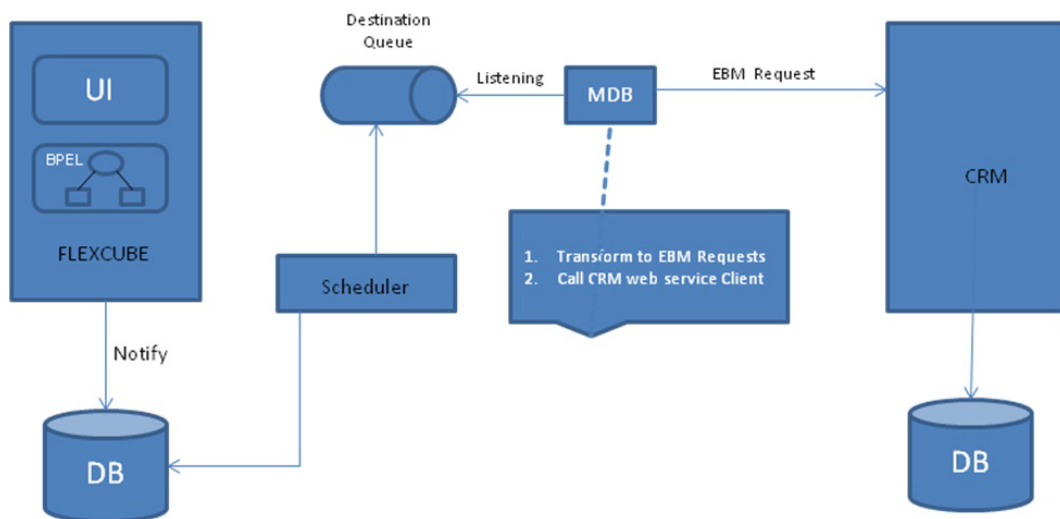 Destination
Queue
UI
BPEL
FLEXCUBE
Notify
DB
Scheduler
Listening
MDB
EBM Request
1. Transform to EBM Requests
2. Call CRM web service Client
CRM
DB